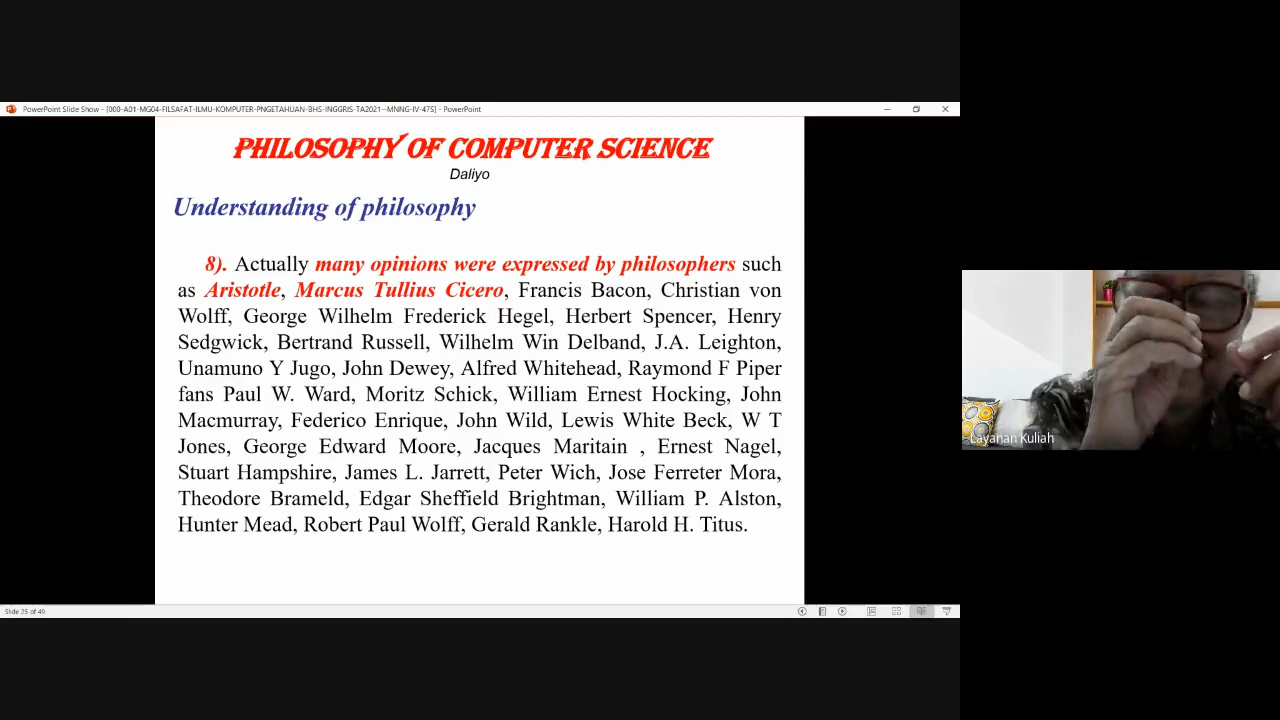 PowerPoint Slide Show - [000-A01-MG04-FILSAFAT-ILMU-KOMPUTER-PNGETAHUAN-BHS-INGGRIS-TA2021--MNNG-IV-47S] - PowerPoint
PHILOSOPHY OF COMPUTER SCIENCE
Daliyo
Understanding of philosophy
8). Actually many opinions were expressed by philosophers such
as Aristotle, Marcus Tullius Cicero, Francis Bacon, Christian von
Wolff, George Wilhelm Frederick Hegel, Herbert Spencer, Henry
Sedgwick, Bertrand Russell, Wilhelm Win Delband, J.A. Leighton,
Unamuno Y Jugo, John Dewey, Alfred Whitehead, Raymond F Piper
fans Paul W. Ward, Moritz Schick, William Ernest Hocking, John
Macmurray, Federico Enrique, John Wild, Lewis White Beck, W T
Jones, George Edward Moore, Jacques Maritain , Ernest Nagel,
Stuart Hampshire, James L. Jarrett, Peter Wich, Jose Ferreter Mora,
Theodore Brameld, Edgar Sheffield Brightman, William P. Alston,
Hunter Mead, Robert Paul Wolff, Gerald Rankle, Harold H. Titus.
Layanan Kuliah
Slide 25 of 49